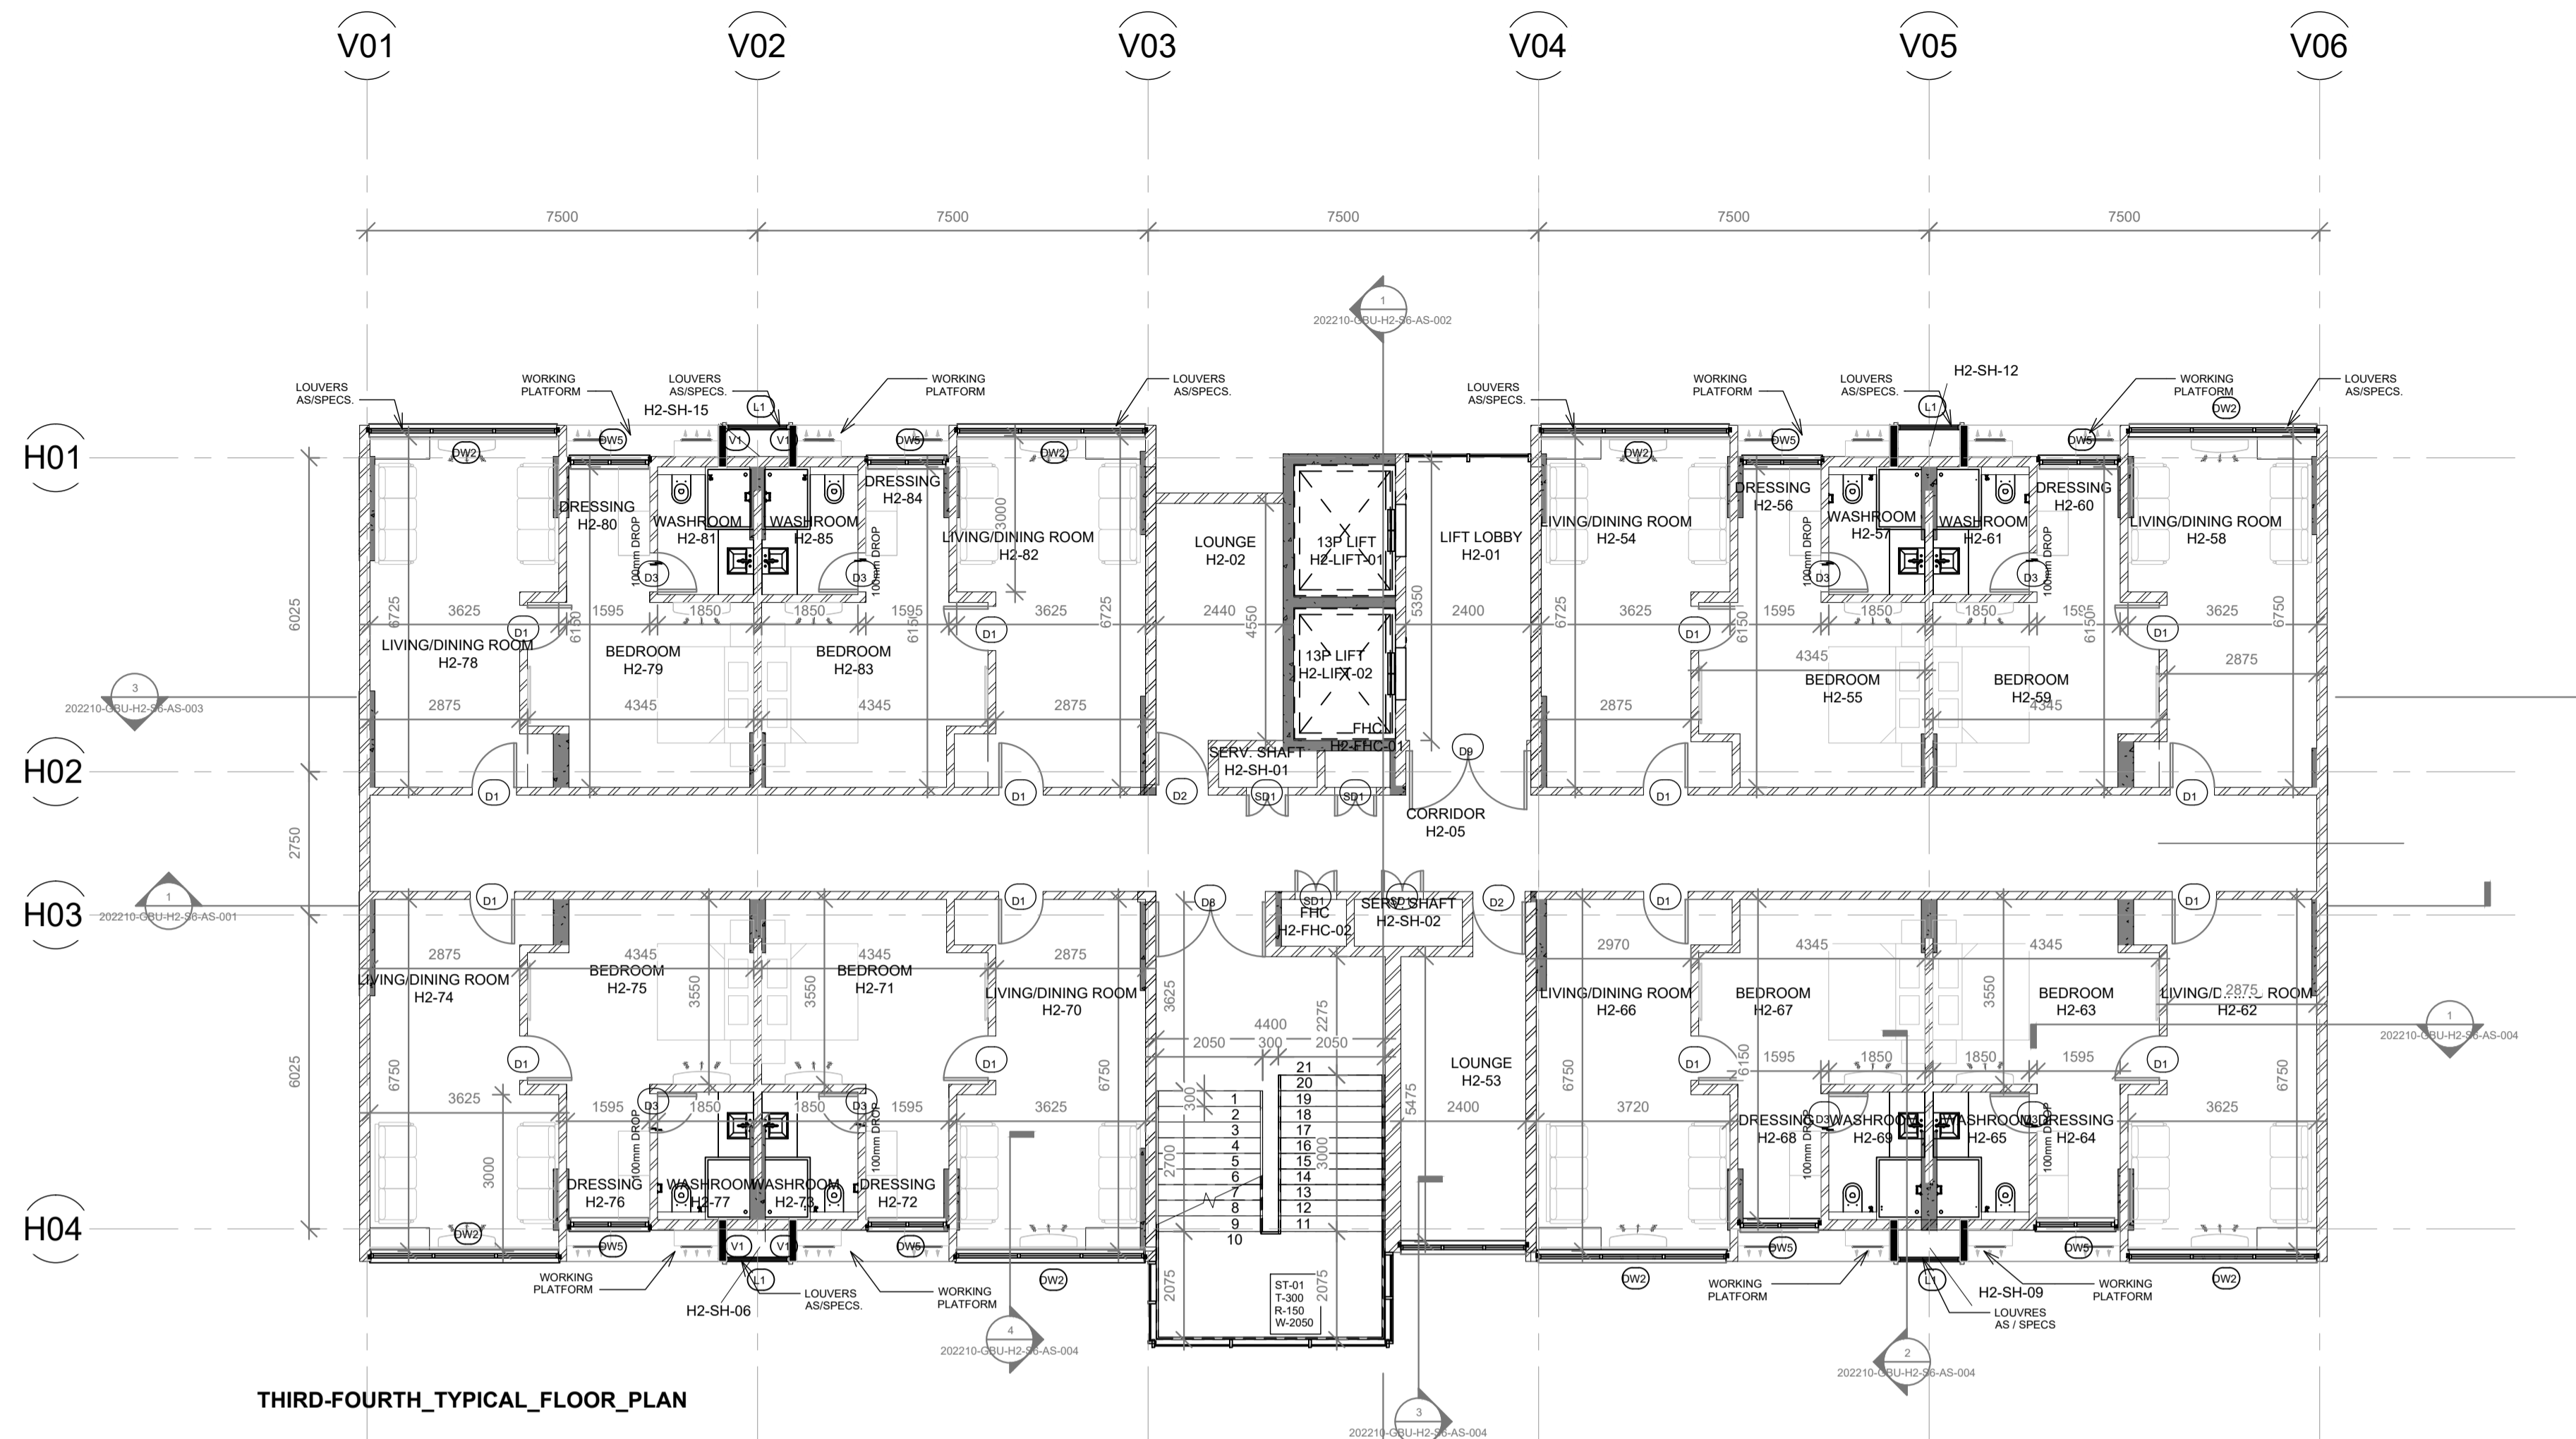 V01
V02
V03
V04
V05
V06
7500
7500
7500
7500
7500
1
202210-GBU-H2-S6-AS-002
LOUVERS
AS/SPECS.
WORKING
PLATFORM
LOUVERS
AS/SPECS.
H2-SH-15
WORKING
PLATFORM
LOUVERS
AS/SPECS.
LOUVERS
AS/SPECS.
WORKING
PLATFORM
LOUVERS
AS/SPECS.
H2-SH-12
WORKING
PLATFORM
LOUVERS
AS/SPECS.
L1
L1
DW2
H01
DW2
DW5
V1
V1
DW5
DW2
DW2
DW5
DW5
DRESSING
H2-80
WASHROOM
H2-81
WASHROOM
H2-85
DRESSING
H2-84
3000
LIVING/DINING ROOM
H2-82
LOUNGE
H2-02
13P LIFT
H2-LIFT-01
LIFT LOBBY
H2-01
LIVING/DINING ROOM
H2-54
DRESSING
H2-56
WASHROOM
H2-57
WASHROOM
H2-61
DRESSING
H2-60
LIVING/DINING ROOM
H2-58
100mm DROP
100mm DROP
100mm DROP
100mm DROP
D3
D3
D3
D3
6025
6725
3625
6150
1595
1850
1850
1595
6150
3625
6725
2440
4550
5350
2400
6725
3625
6150
1595
1850
1850
1595
6150
3625
6750
D1
D1
D1
D1
LIVING/DINING ROOM
H2-78
BEDROOM
H2-79
BEDROOM
H2-83
13P LIFT
H2-LIFT-02
4345
BEDROOM
H2-55
BEDROOM
H2-59
2875
4345
2875
4345
4345
2875
2875
3
202210-GBU-H2-S6-AS-003
FHC
H2-FHC-01
SERV. SHAFT
H2-SH-01
D9
H02
D1
D1
D2
SD1
SD1
D1
D1
CORRIDOR
H2-05
2750
1
202210-GBU-H2-S6-AS-001
H03
D1
D1
D8
SD1
FHC
H2-FHC-02
SERV. SHAFT
H2-SH-02
D2
D1
D1
2875
4345
4345
2875
2970
4345
4345
LIVING/DINING ROOM
H2-74
BEDROOM
H2-75
3550
3550
BEDROOM
H2-71
LIVING/DINING ROOM
H2-70
3625
2275
4400
2050
300
2050
LIVING/DINING ROOM
H2-66
BEDROOM
H2-67
3550
BEDROOM
H2-63
2875
H2-62
1
202210-GBU-H2-S6-AS-004
D1
D1
D1
D1
6025
6750
6750
LOUNGE
H2-53
5475
2400
6750
6150
1595
1850
1850
1595
6750
3625
1595
1850
1850
1595
3625
3720
3625
D3
D3
D3
100mm DROP
100mm DROP
100mm DROP
100mm DROP
3000
300
2700
3000
1
2
3
4
5
6
7
8
9
10
21
20
19
18
17
16
15
14
13
12
11
DRESSING
H2-76
WASHROOM
H2-77
WASHROOM
H2-73
DRESSING
H2-72
DRESSING
H2-68
WASHROOM
H2-69
WASHROOM
H2-65
DRESSING
H2-64
H04
DW2
DW5
V1
V1
DW5
DW2
DW2
DW5
DW5
DW2
L1
L1
2075
2075
ST-01
T-300
R-150
W-2050
WORKING
PLATFORM
H2-SH-06
LOUVERS
AS/SPECS.
WORKING
PLATFORM
WORKING
PLATFORM
H2-SH-09
LOUVRES
AS / SPECS
WORKING
PLATFORM
4
202210-GBU-H2-S6-AS-004
2
202210-GBU-H2-S6-AS-004
3
202210-GBU-H2-S6-AS-004
THIRD-FOURTH_TYPICAL_FLOOR_PLAN